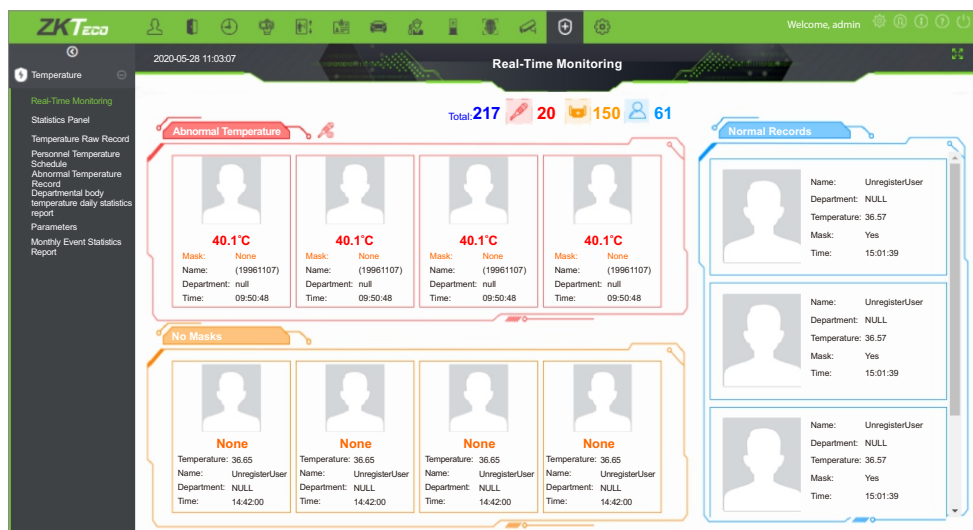 ZKTECO
Welcome, admin
Temperature
Real-Time Monitoring
Statistics Panel
Temperature Raw Record
Personnel Temperature
Schedule
Abnormal Temperature
Record
Departmental body
temperature daily statistics
report
Parameters
Monthly Event Statistics
Report
2020-05-28 11:03:07
Real-Time Monitoring
Total:217 20 150 61
Abnormal Temperature
40.1°C 40.1°C 40.1°C 40.1°C
Mask: None Mask: None Mask: None Mask: None
Name: (19961107) Name: (19961107) Name: (19961107) Name: (19961107)
Department: null Department: null Department: null Department: null
Time: 09:50:48 Time: 09:50:48 Time: 09:50:48 Time: 09:50:48
No Masks
None None None None
Temperature: 36.65 Temperature: 36.65 Temperature: 36.65 Temperature: 36.65
Name: UnregisterUser Name: UnregisterUser Name: UnregisterUser Name: UnregisterUser
Department: NULL Department: NULL Department: NULL Department: NULL
Time: 14:42:00 Time: 14:42:00 Time: 14:42:00 Time: 14:42:00
Normal Records
Name: UnregisterUser
Department: NULL
Temperature: 36.57
Mask: Yes
Time: 15:01:39
Name: UnregisterUser
Department: NULL
Temperature: 36.57
Mask: Yes
Time: 15:01:39
Name: UnregisterUser
Department: NULL
Temperature: 36.57
Mask: Yes
Time: 15:01:39